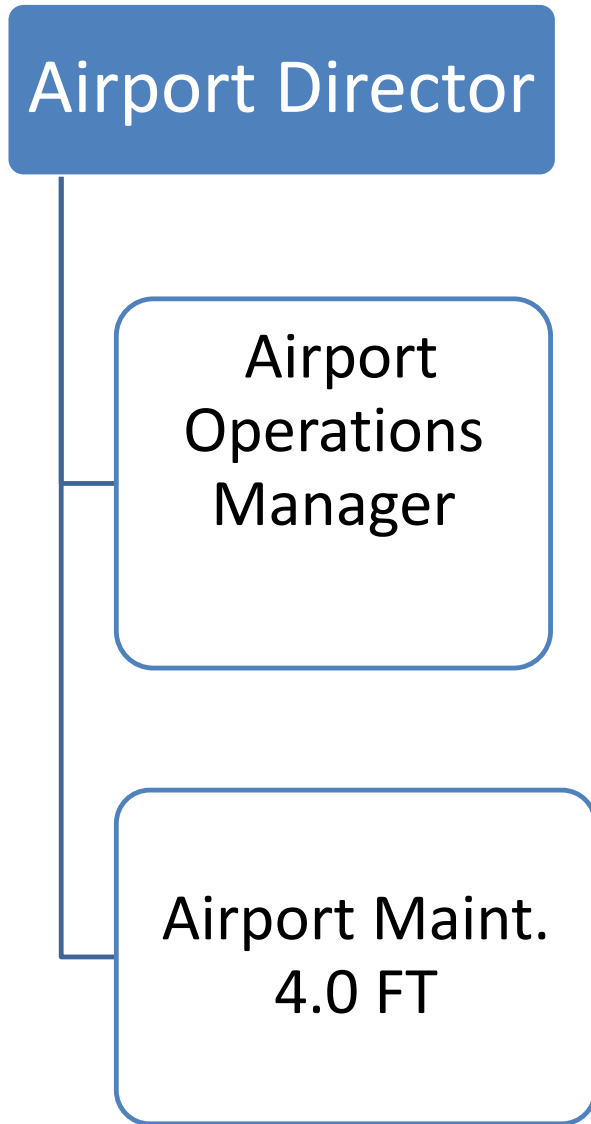 Airport Director
Airport
Operations
Manager
Airport Maint.
4.0 FT